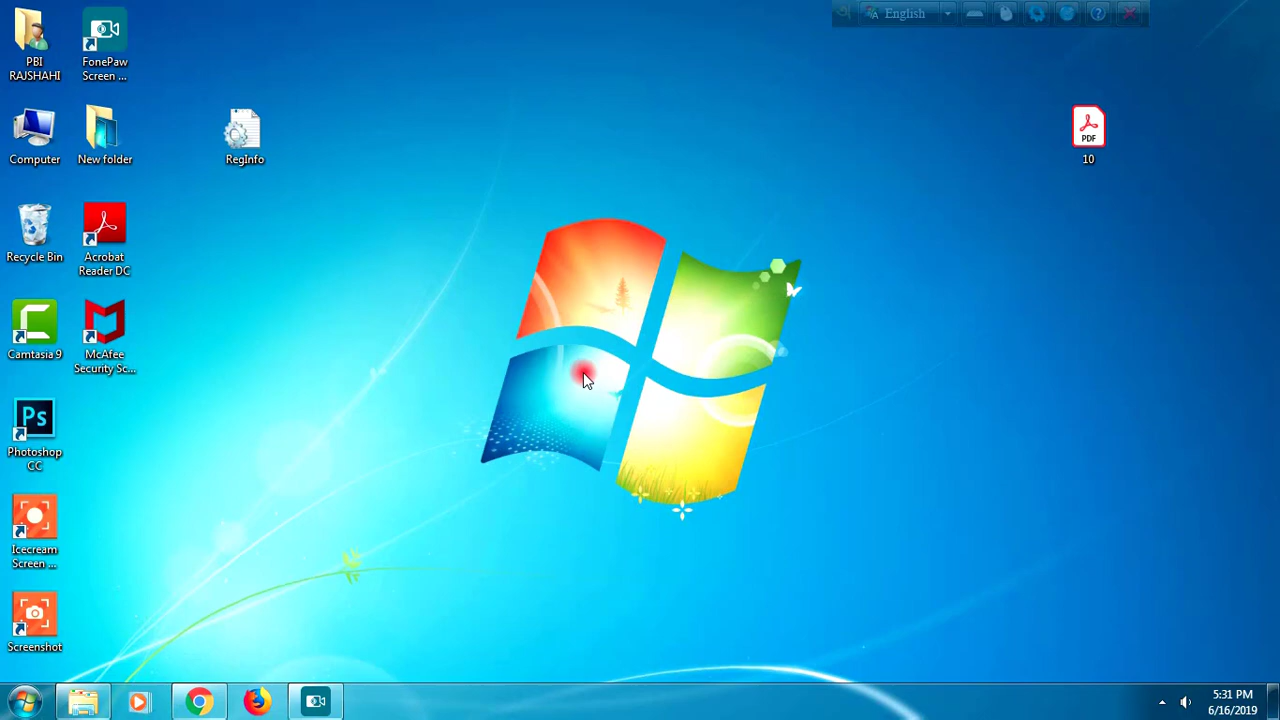 English
PBI
RAJSHAHI
FonePaw
Screen ...
Computer
New folder
RegInfo
PDF
10
Recycle Bin
Acrobat
Reader DC
Camtasia 9
McAfee
Security Sc...
Ps
Photoshop
CC
Icecream
Screen ...
Screenshot
5:31 PM
6/16/2019